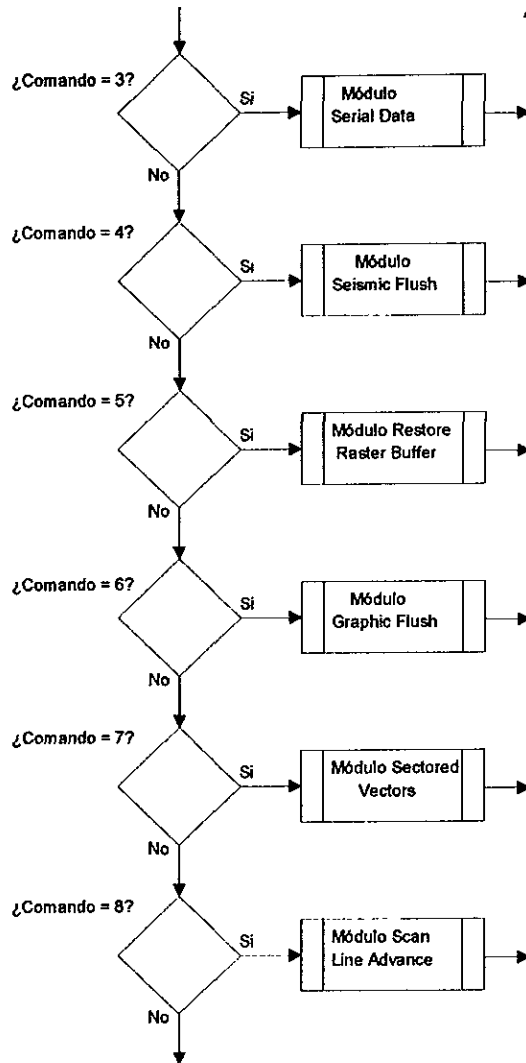 ¿Comando = 3?
Si
Módulo
Serial Data
No
¿Comando = 4?
Si
Módulo
Seismic Flush
No
¿Comando = 5?
Si
Módulo Restore
Raster Buffer
No
¿Comando = 6?
Si
Módulo
Graphic Flush
No
¿Comando = 7?
Si
Módulo Sectored
Vectors
No
¿Comando = 8?
Si
Módulo Scan
Line Advance
No